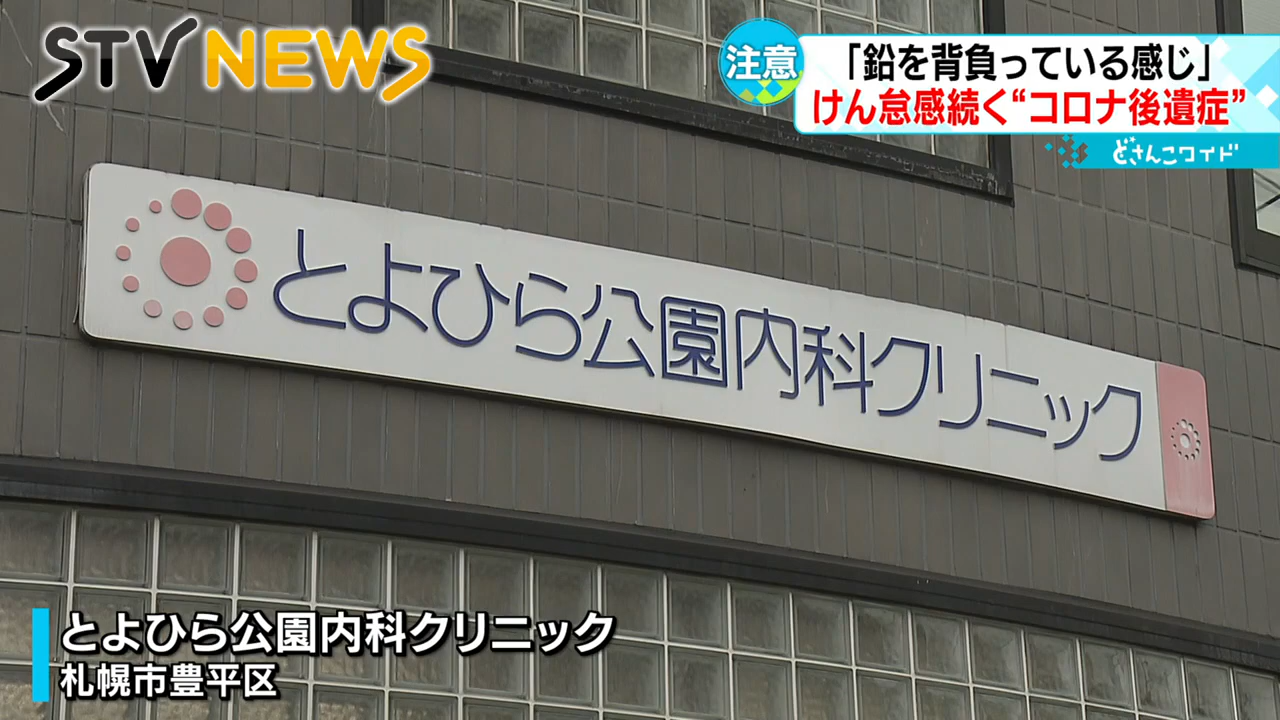 STV NEWS
注意
「鉛を背負っている感じ」
けん怠感続く“コロナ後遺症”
どさんこワイド
とよひら公園内科クリニック
とよひら公園内科クリニック
札幌市豊平区